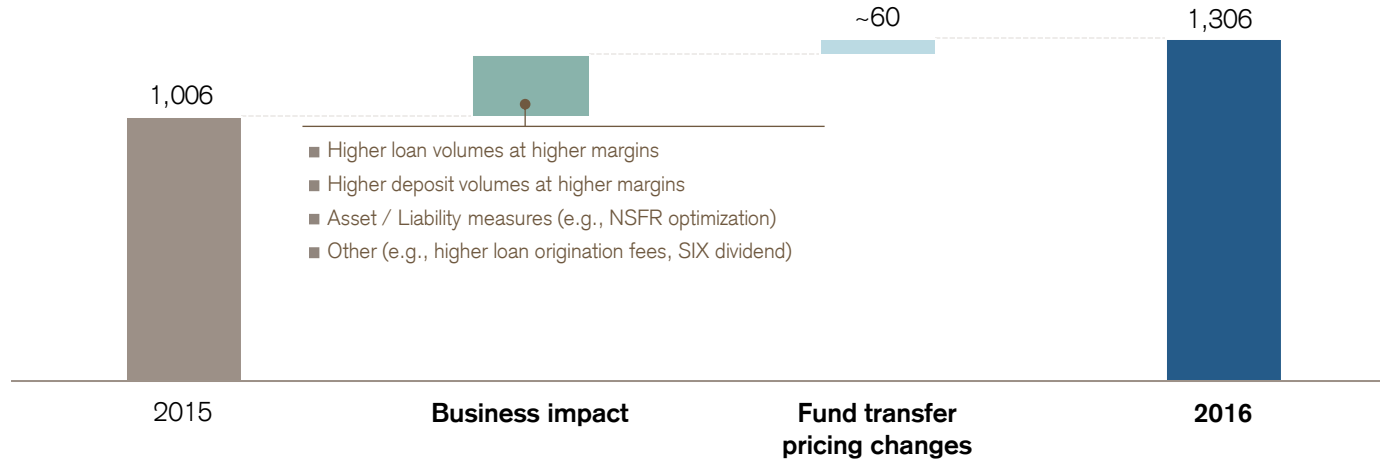 ~60
1,306
1,006
■ Higher loan volumes at higher margins
■ Higher deposit volumes at higher margins
■ Asset / Liability measures (e.g., NSFR optimization)
■ Other (e.g., higher loan origination fees, SIX dividend)
2015
Business impact
Fund transfer
pricing changes
2016